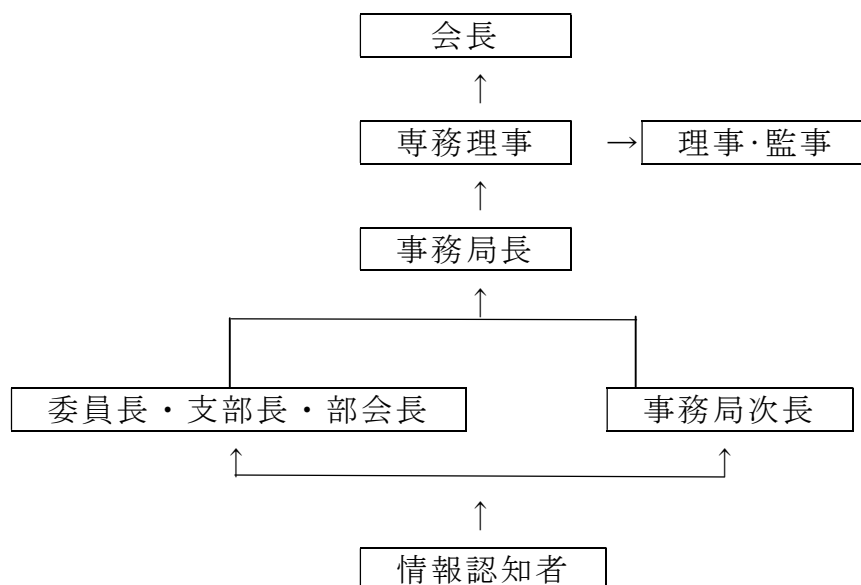 会長
↑
専務理事 → 理事･監事
↑
事務局長
↑
委員長・支部長・部会長 事務局次長
↑ ↑
↑
情報認知者